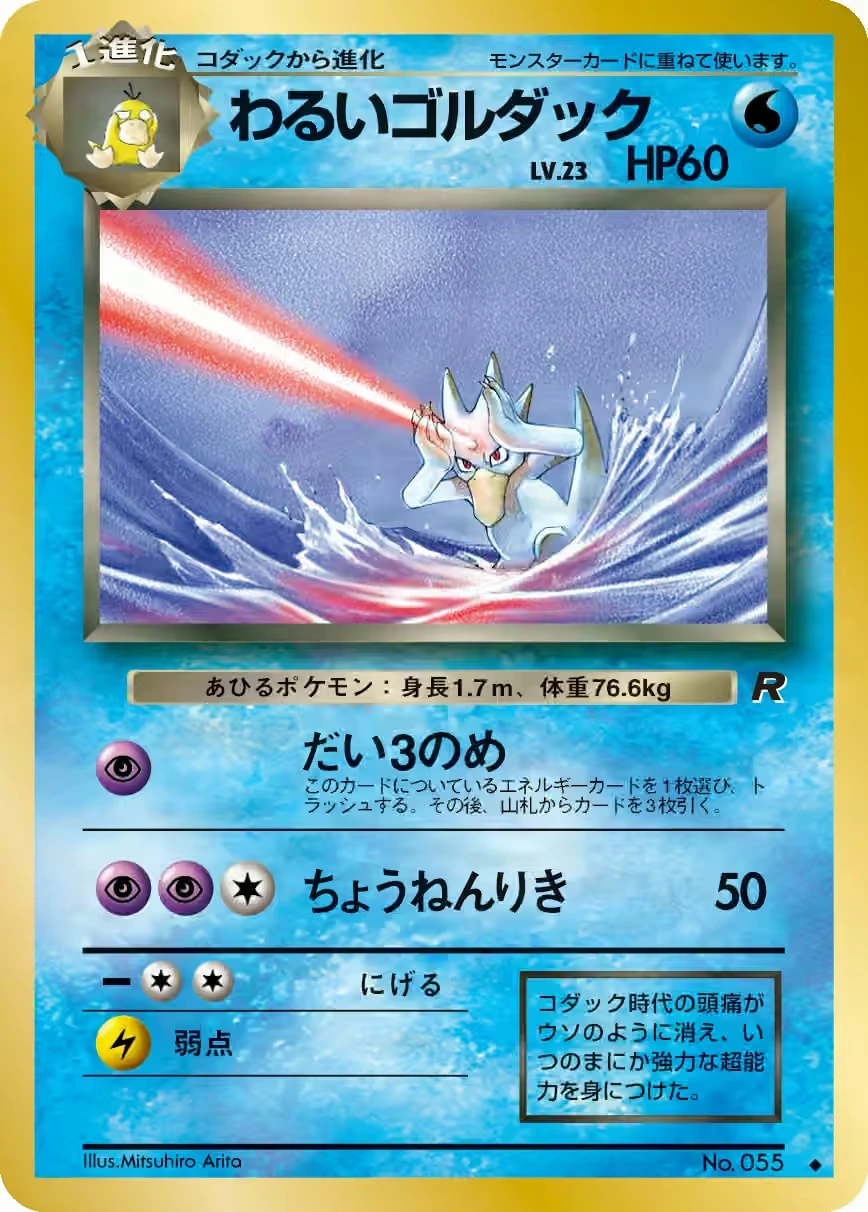 1進化
コダックから進化
モンスターカードに重ねて使います。
わるいゴルダック
LV.23 HP60
あひるポケモン：身長1.7m、体重76.6kg
R
だい3のめ
このカードについているエネルギーカードを1枚選び、ト
ラッシュする。その後、山札からカードを3枚引く。
ちょうねんりき 50
にげる
弱点
コダック時代の頭痛が
ウソのように消え、い
つのまにか強力な超能
力を身につけた。
Illus.Mitsuhiro Arita
No. 055